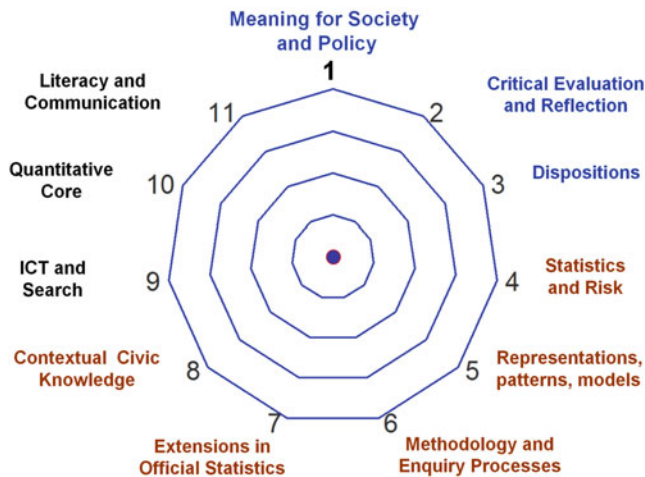 Meaning for Society
and Policy
1
Literacy and
Communication
11
2
Critical Evaluation
and Reflection
Quantitative
Core
10
3
Dispositions
ICT and
Search
9
4
Statistics
and Risk
Contextual Civic
Knowledge
8
5
Representations,
patterns, models
7
6
Extensions in
Official Statistics
Methodology and
Enquiry Processes